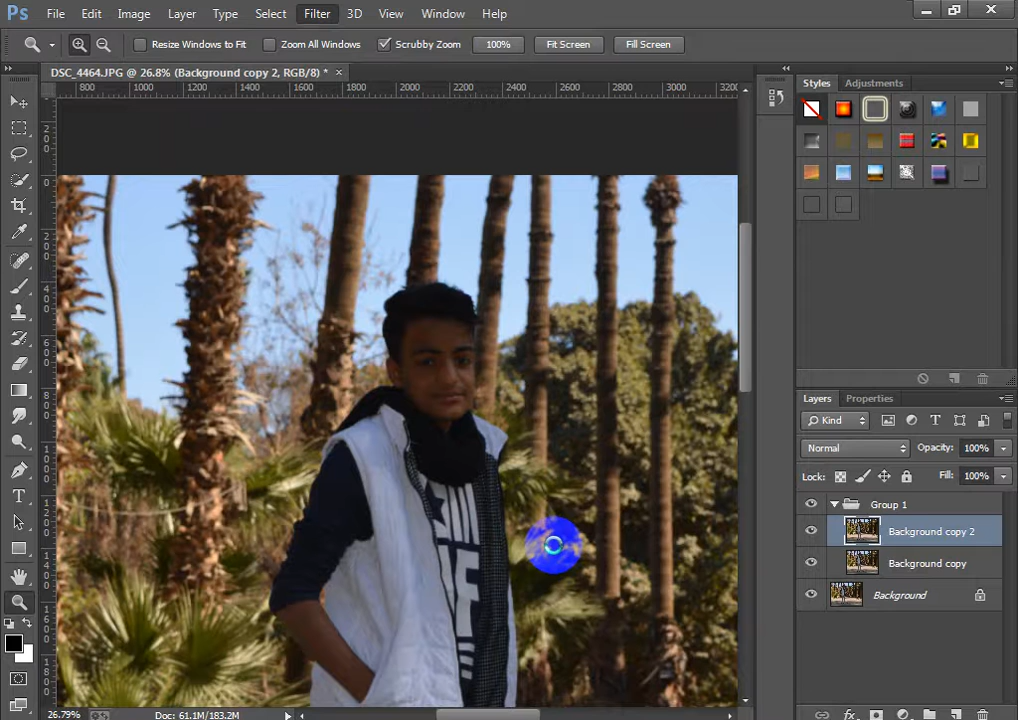 Ps File Edit Image Layer Type Select Filter 3D View Window Help
Resize Windows to Fit Zoom All Windows Scrubby Zoom 100% Fit Screen Fill Screen
DSC_4464.JPG @ 26.8% (Background copy 2, RGB/8) * ×
800 1000 1200 1400 1600 1800 2000 2200 2400 2600 2800 3000 3200
Styles Adjustments
Layers Properties
Kind
Normal Opacity: 100%
Lock: Fill: 100%
Group 1
Background copy 2
Background copy
Background
26.79% Doc: 61.1M/183.2M